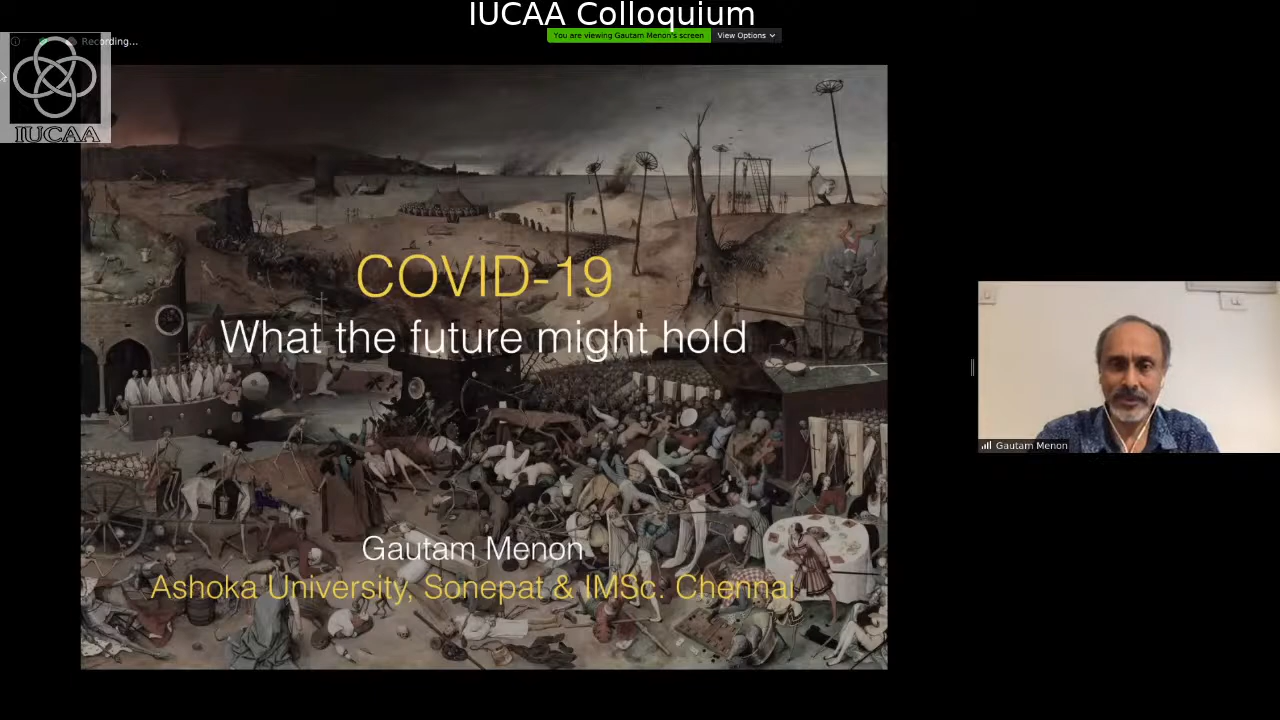 IUCAA Colloquium
You are viewing Gautam Menon's screen
View Options
Recording...
IUCAA
COVID-19
What the future might hold
Gautam Menon
Gautam Menon
Ashoka University, Sonepat & IMSc. Chennai